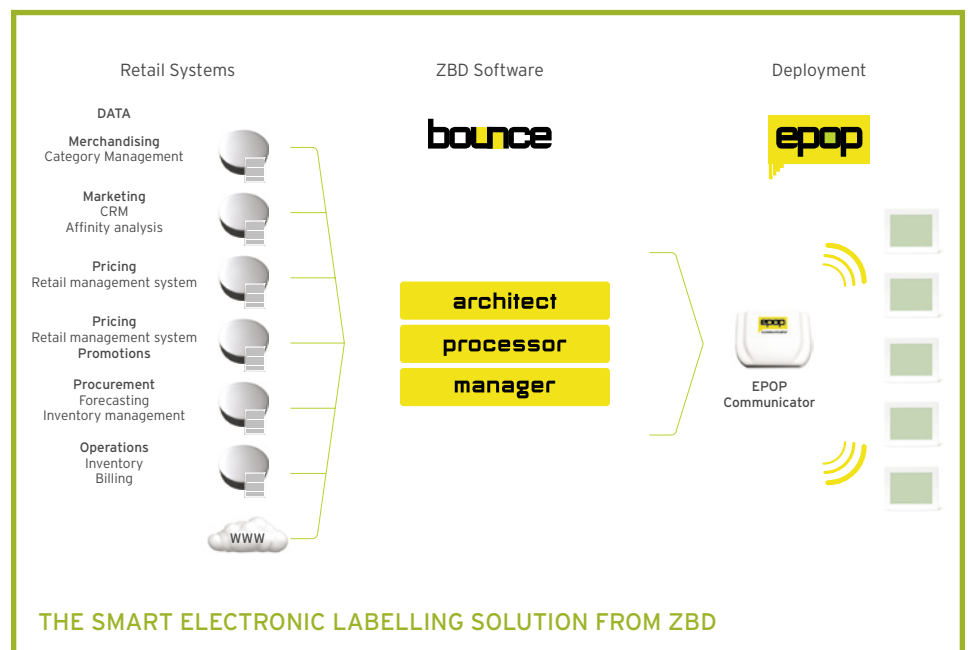 Retail Systems
ZBD Software
Deployment
DATA
Merchandising
Category Management
Marketing
CRM
Affinity analysis
Pricing
Retail management system
Pricing
Retail management system
Promotions
Procurement
Forecasting
Inventory management
Operations
Inventory
Billing
www
bounce
architect
processor
manager
epop
epop
EPOP
Communicator
THE SMART ELECTRONIC LABELLING SOLUTION FROM ZBD